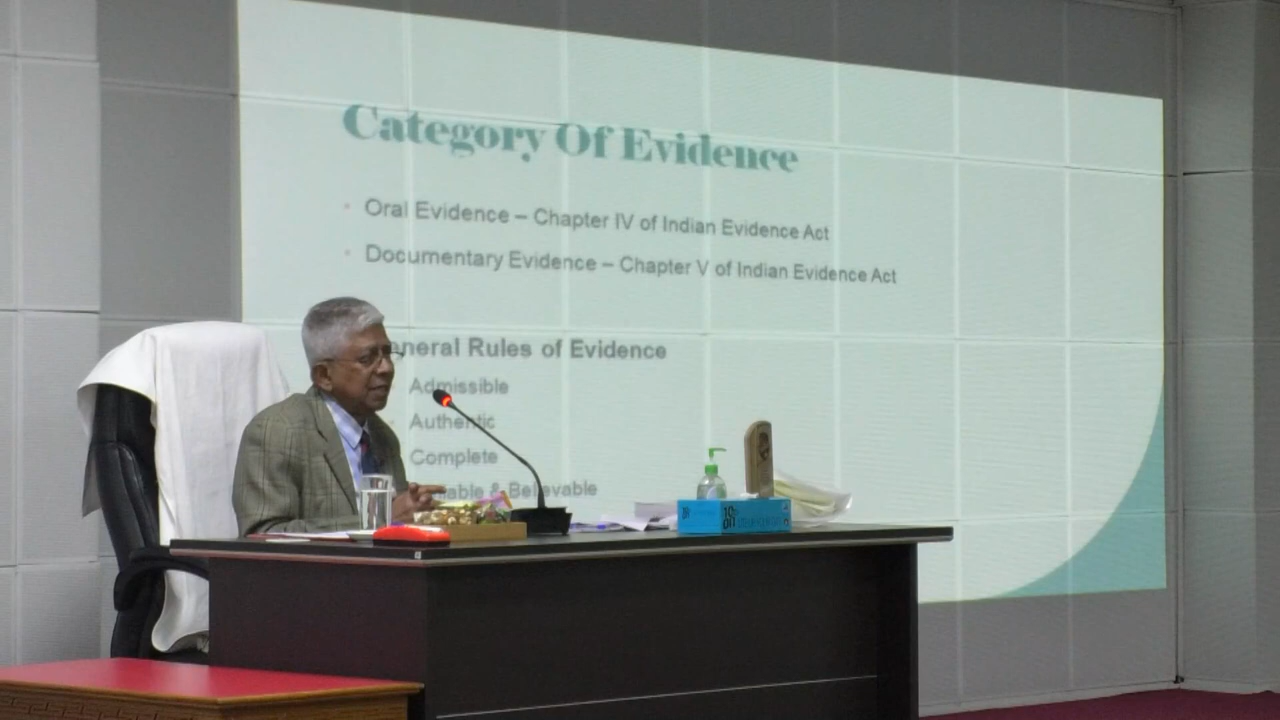 Category Of Evidence
Oral Evidence – Chapter IV of Indian Evidence Act
Documentary Evidence – Chapter V of Indian Evidence Act
General Rules of Evidence
Admissible
Authentic
Complete
& Believable